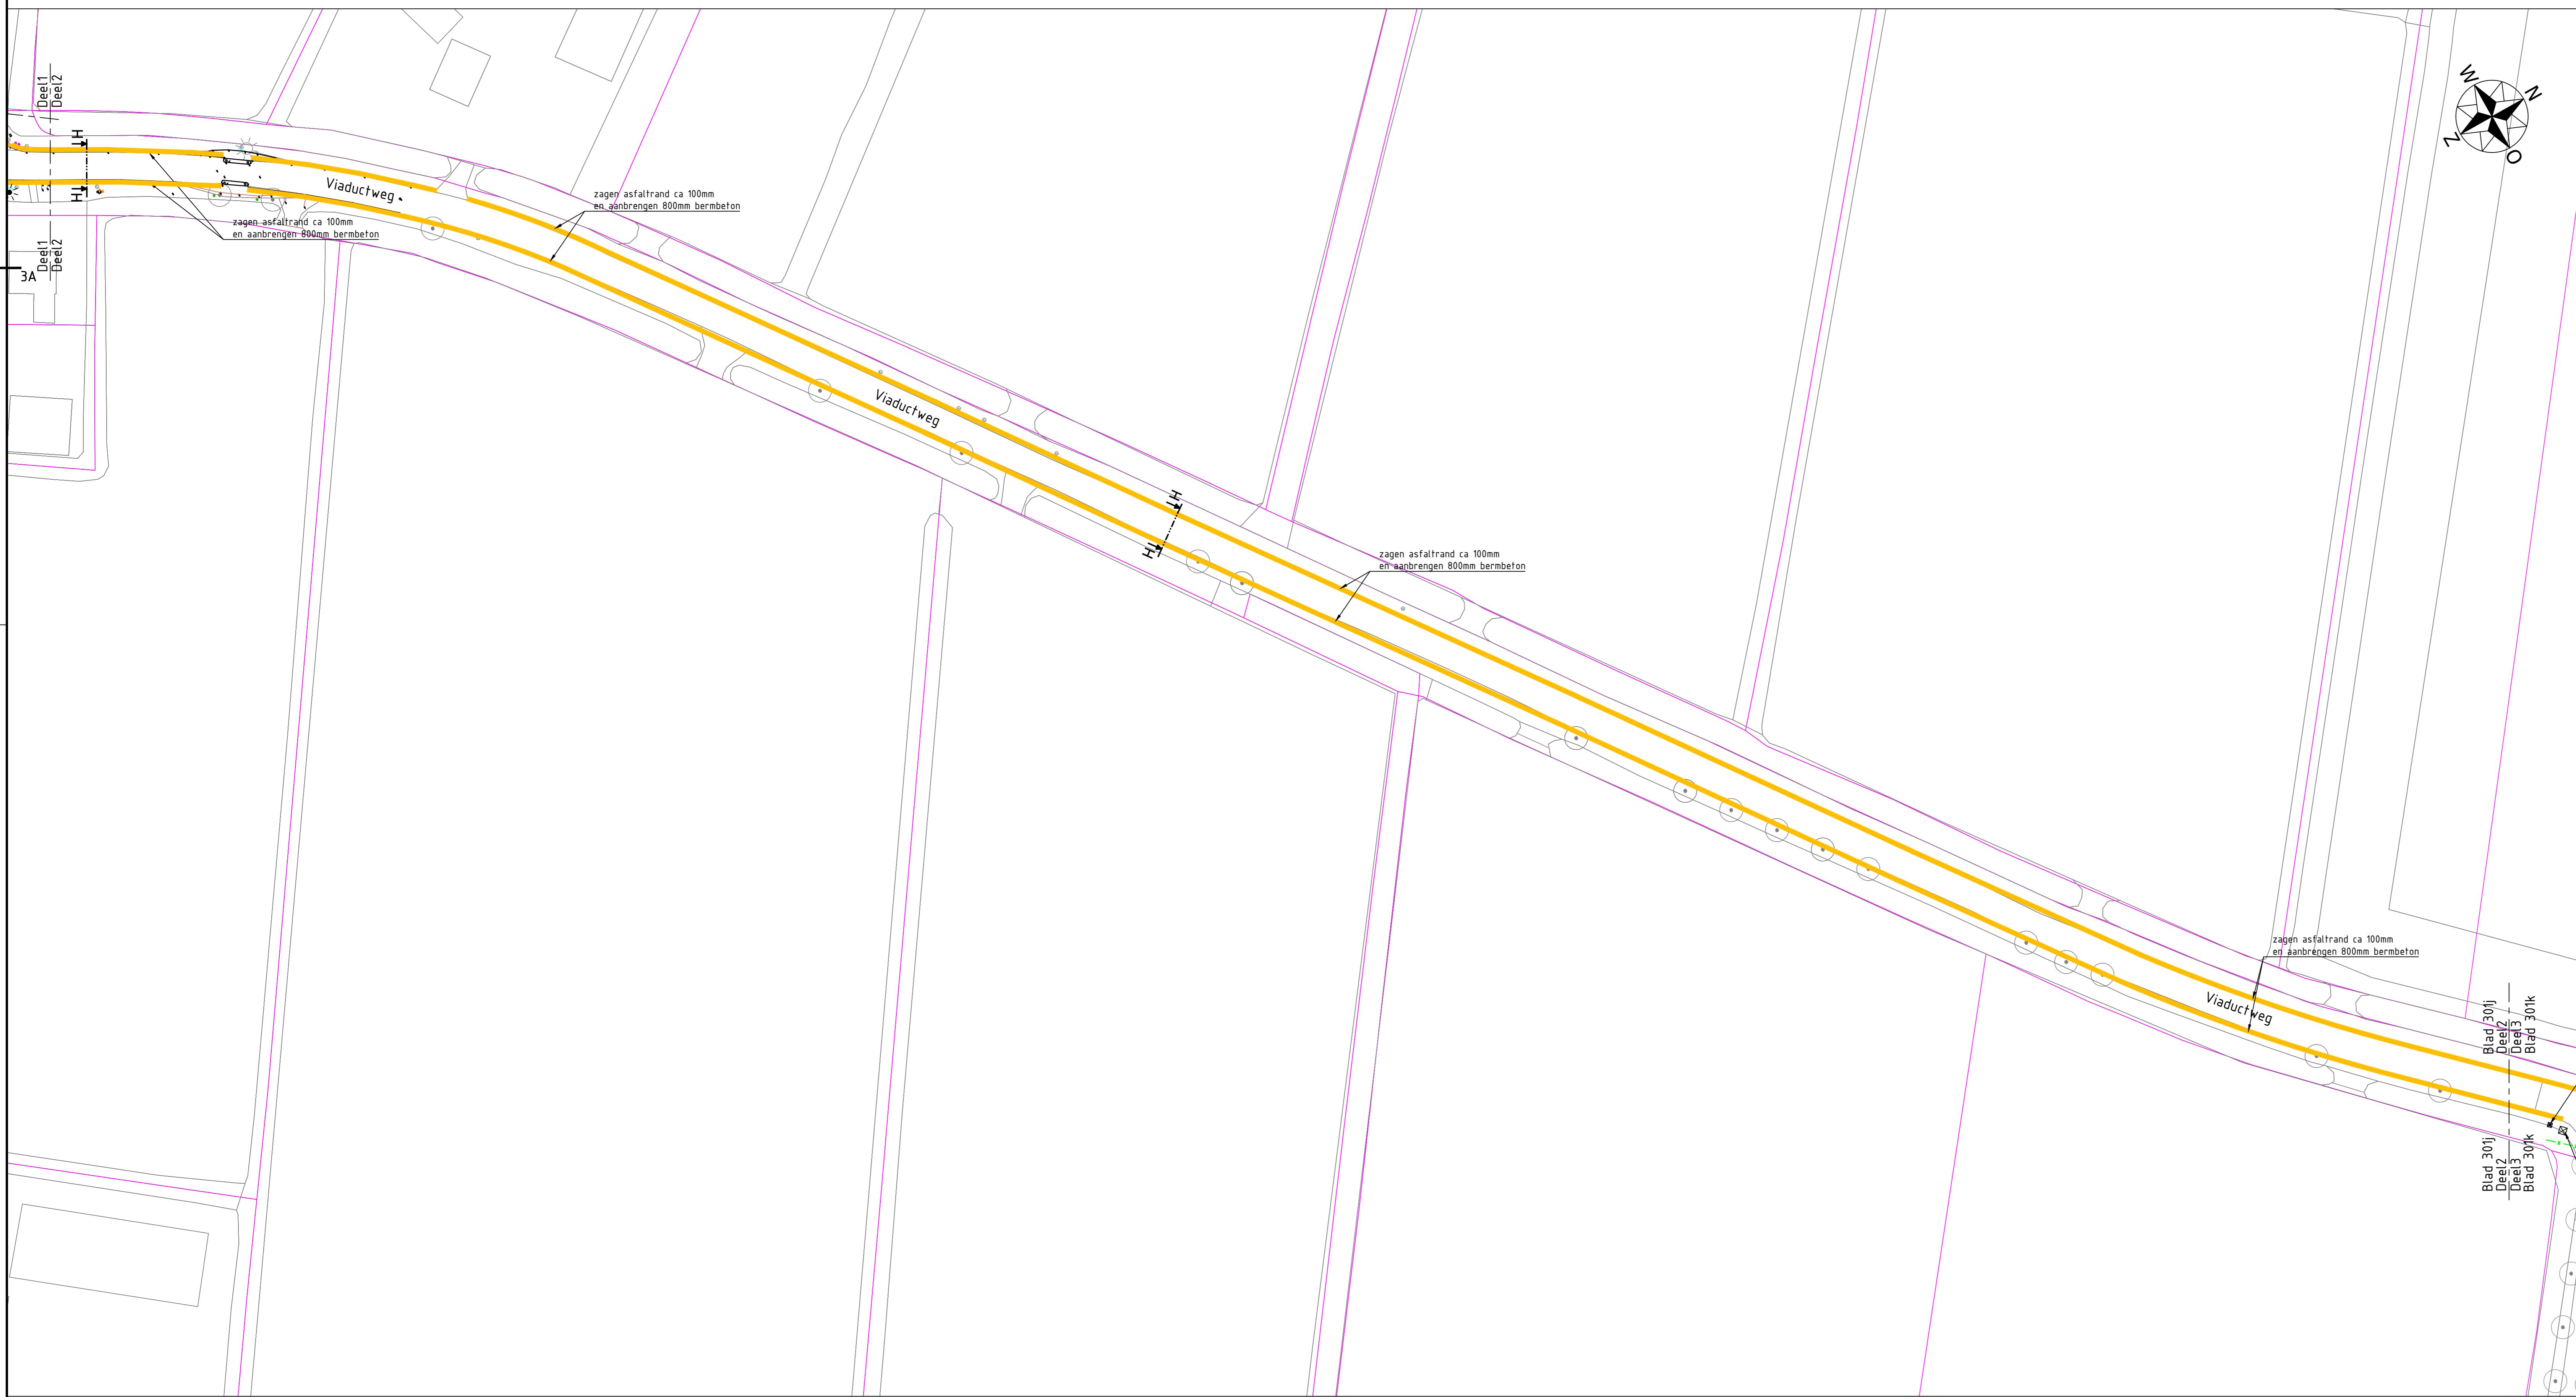 Deel1
Deel2
H
H
Viaductweg
zagen asfaltrand ca 100mm
en aanbrengen 800mm bermbeton
zagen asfaltrand ca 100mm
en aanbrengen 800mm bermbeton
Deel1
Deel2
3A
W
N
Z
O
Viaductweg
H
H
zagen asfaltrand ca 100mm
en aanbrengen 800mm bermbeton
zagen asfaltrand ca 100mm
en aanbrengen 800mm bermbeton
Viaductweg
Blad 301j
Deel2
Deel3
Blad 301k
Blad 301j
Deel2
Deel3
Blad 301k